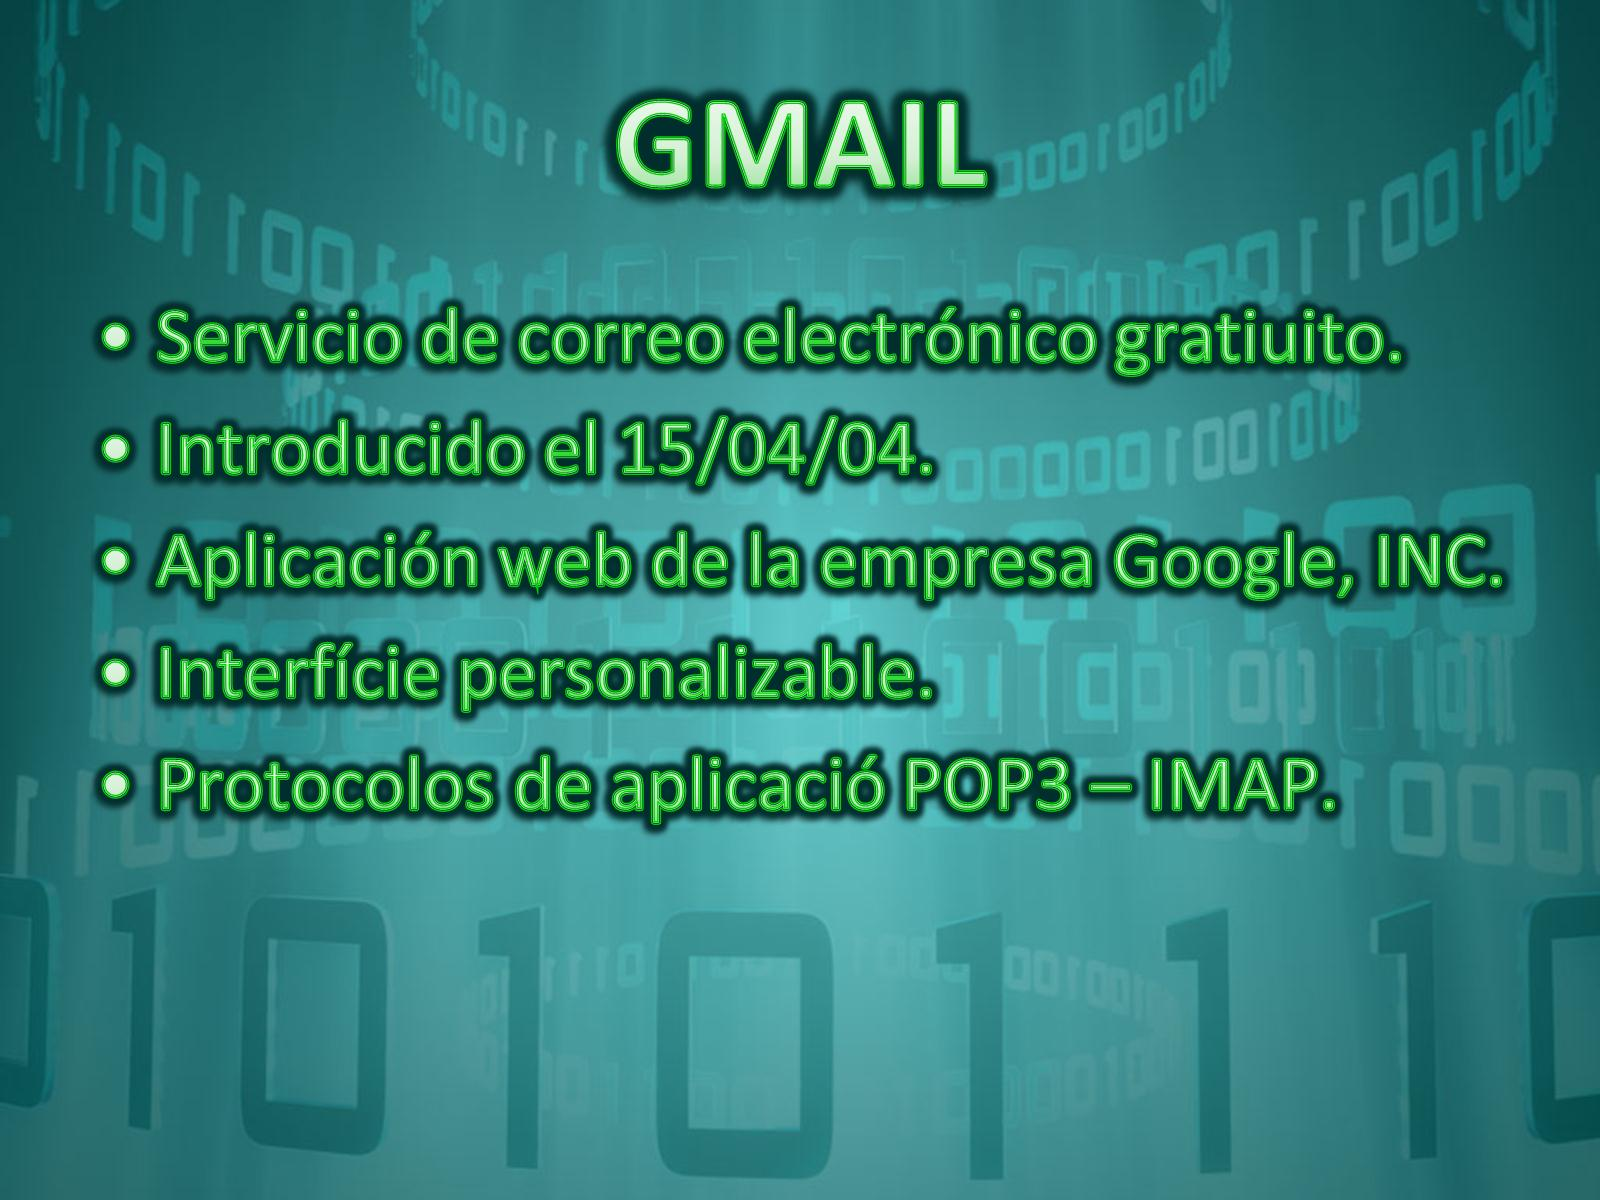 GMAIL
• Servicio de correo electrónico gratiuito.
• Introducido el 15/04/04.
• Aplicación web de la empresa Google, INC.
• Interfície personalizable.
• Protocolos de aplicació POP3 – IMAP.